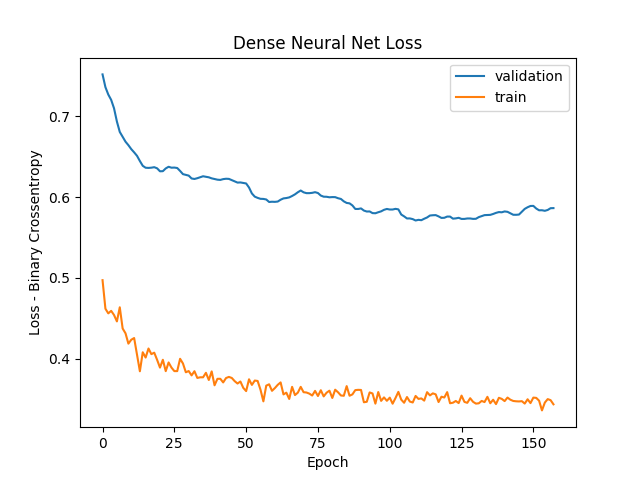 Dense Neural Net Loss
validation
train
Loss - Binary Crossentropy
0.7
0.6
0.5
0.4
0 25 50 75 100 125 150
Epoch